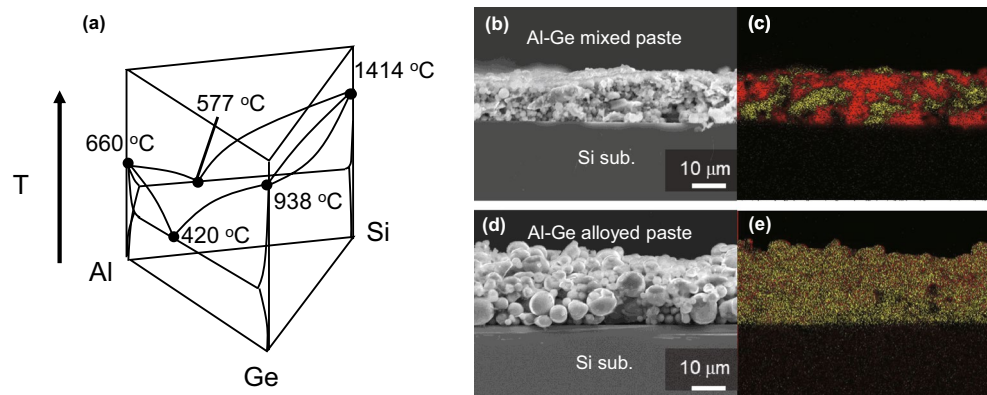 (a)
T
1414 °C
577 °C
660 °C
938 °C
420 °C
Al
Si
Ge
(b)
Al-Ge mixed paste
Si sub.
10 μm
(c)
(d)
Al-Ge alloyed paste
Si sub.
10 μm
(e)